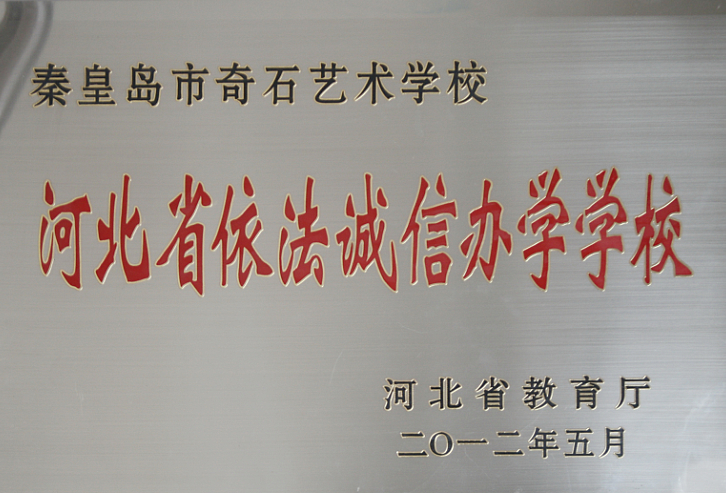 秦皇岛市奇石艺术学校
河北省依法诚信办学学校
河北省教育厅
二〇一二年五月